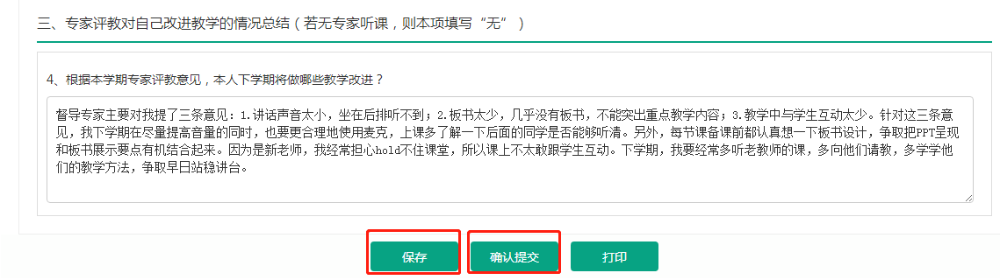 三、专家评教对自己改进教学的情况总结（若无专家听课，则本项填写“无”）
4、根据本学期专家评教意见，本人下学期将做哪些教学改进？
督导专家主要对我提了三条意见：1.讲话声音太小，坐在后排听不到；2.板书太少，几乎没有板书，不能突出重点教学内容；3.教学中与学生互动太少。针对这三条意
见，我下学期在尽量提高音量的同时，也要更合理地使用麦克，上课多了解一下后面的同学是否能够听清。另外，每节课备课前都认真想一下板书设计，争取把PPT呈现
和板书展示要点有机结合起来。因为是新老师，我经常担心hold不住课堂，所以课上不太敢跟学生互动。下学期，我要经常多听老教师的课，多向他们请教，多学学他
们的教学方法，争取早日站稳讲台。
保存 确认提交 打印